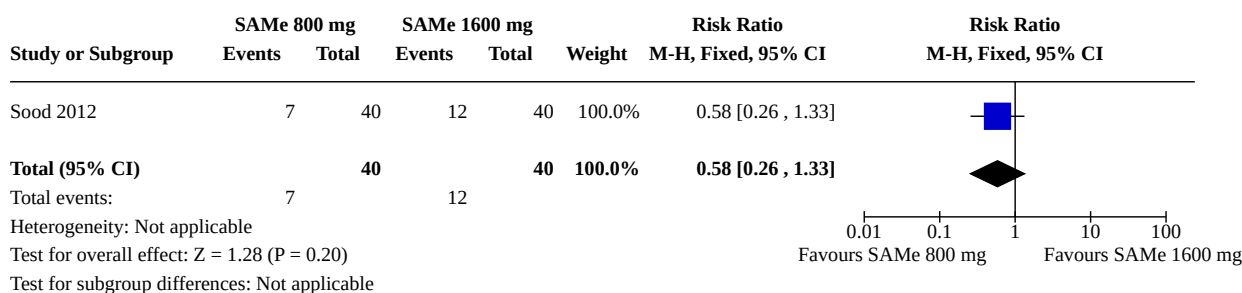 SAMe 800 mg SAMe 1600 mg Risk Ratio Risk Ratio
Study or Subgroup Events Total Events Total Weight M-H, Fixed, 95% CI M-H, Fixed, 95% CI
Sood 2012 7 40 12 40 100.0% 0.58 [0.26 , 1.33]
Total (95% CI) 40 40 100.0% 0.58 [0.26 , 1.33]
Total events: 7 12
Heterogeneity: Not applicable 0.01 0.1 1 10 100
Test for overall effect: Z = 1.28 (P = 0.20) Favours SAMe 800 mg Favours SAMe 1600 mg
Test for subgroup differences: Not applicable